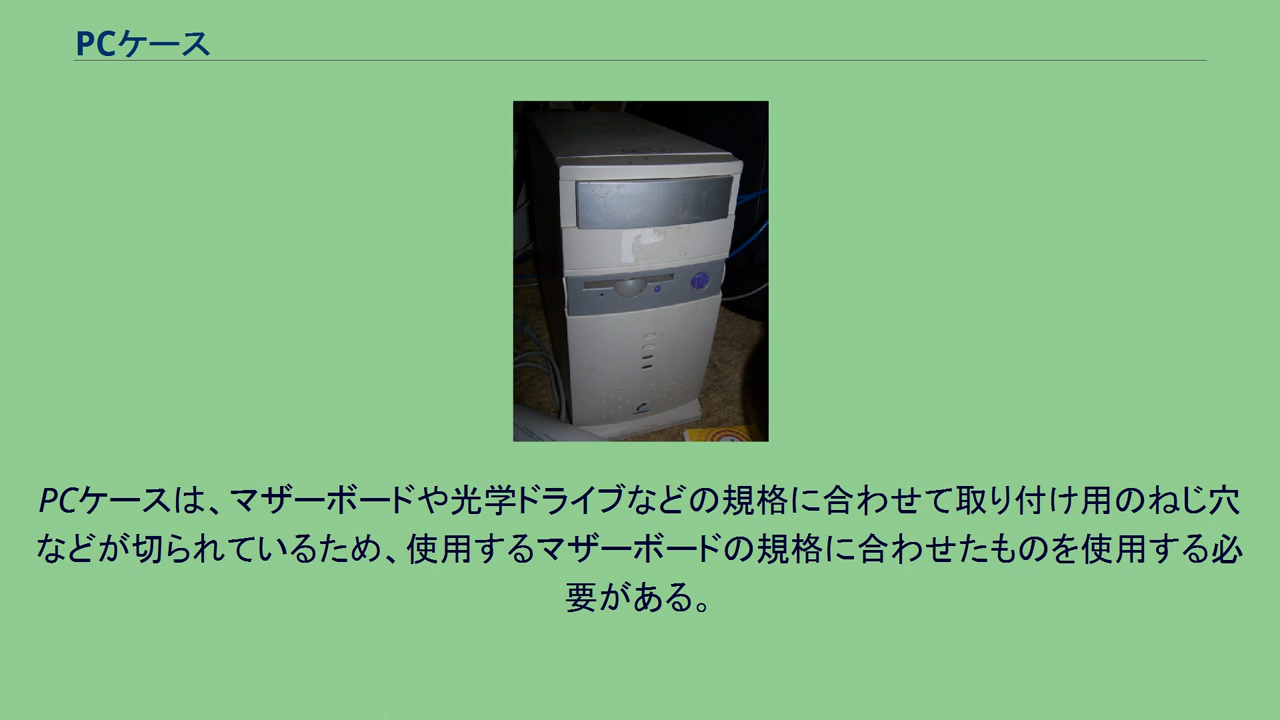 PCケース
PCケースは、マザーボードや光学ドライブなどの規格に合わせて取り付け用のねじ穴
などが切られているため、使用するマザーボードの規格に合わせたものを使用する必
要がある。